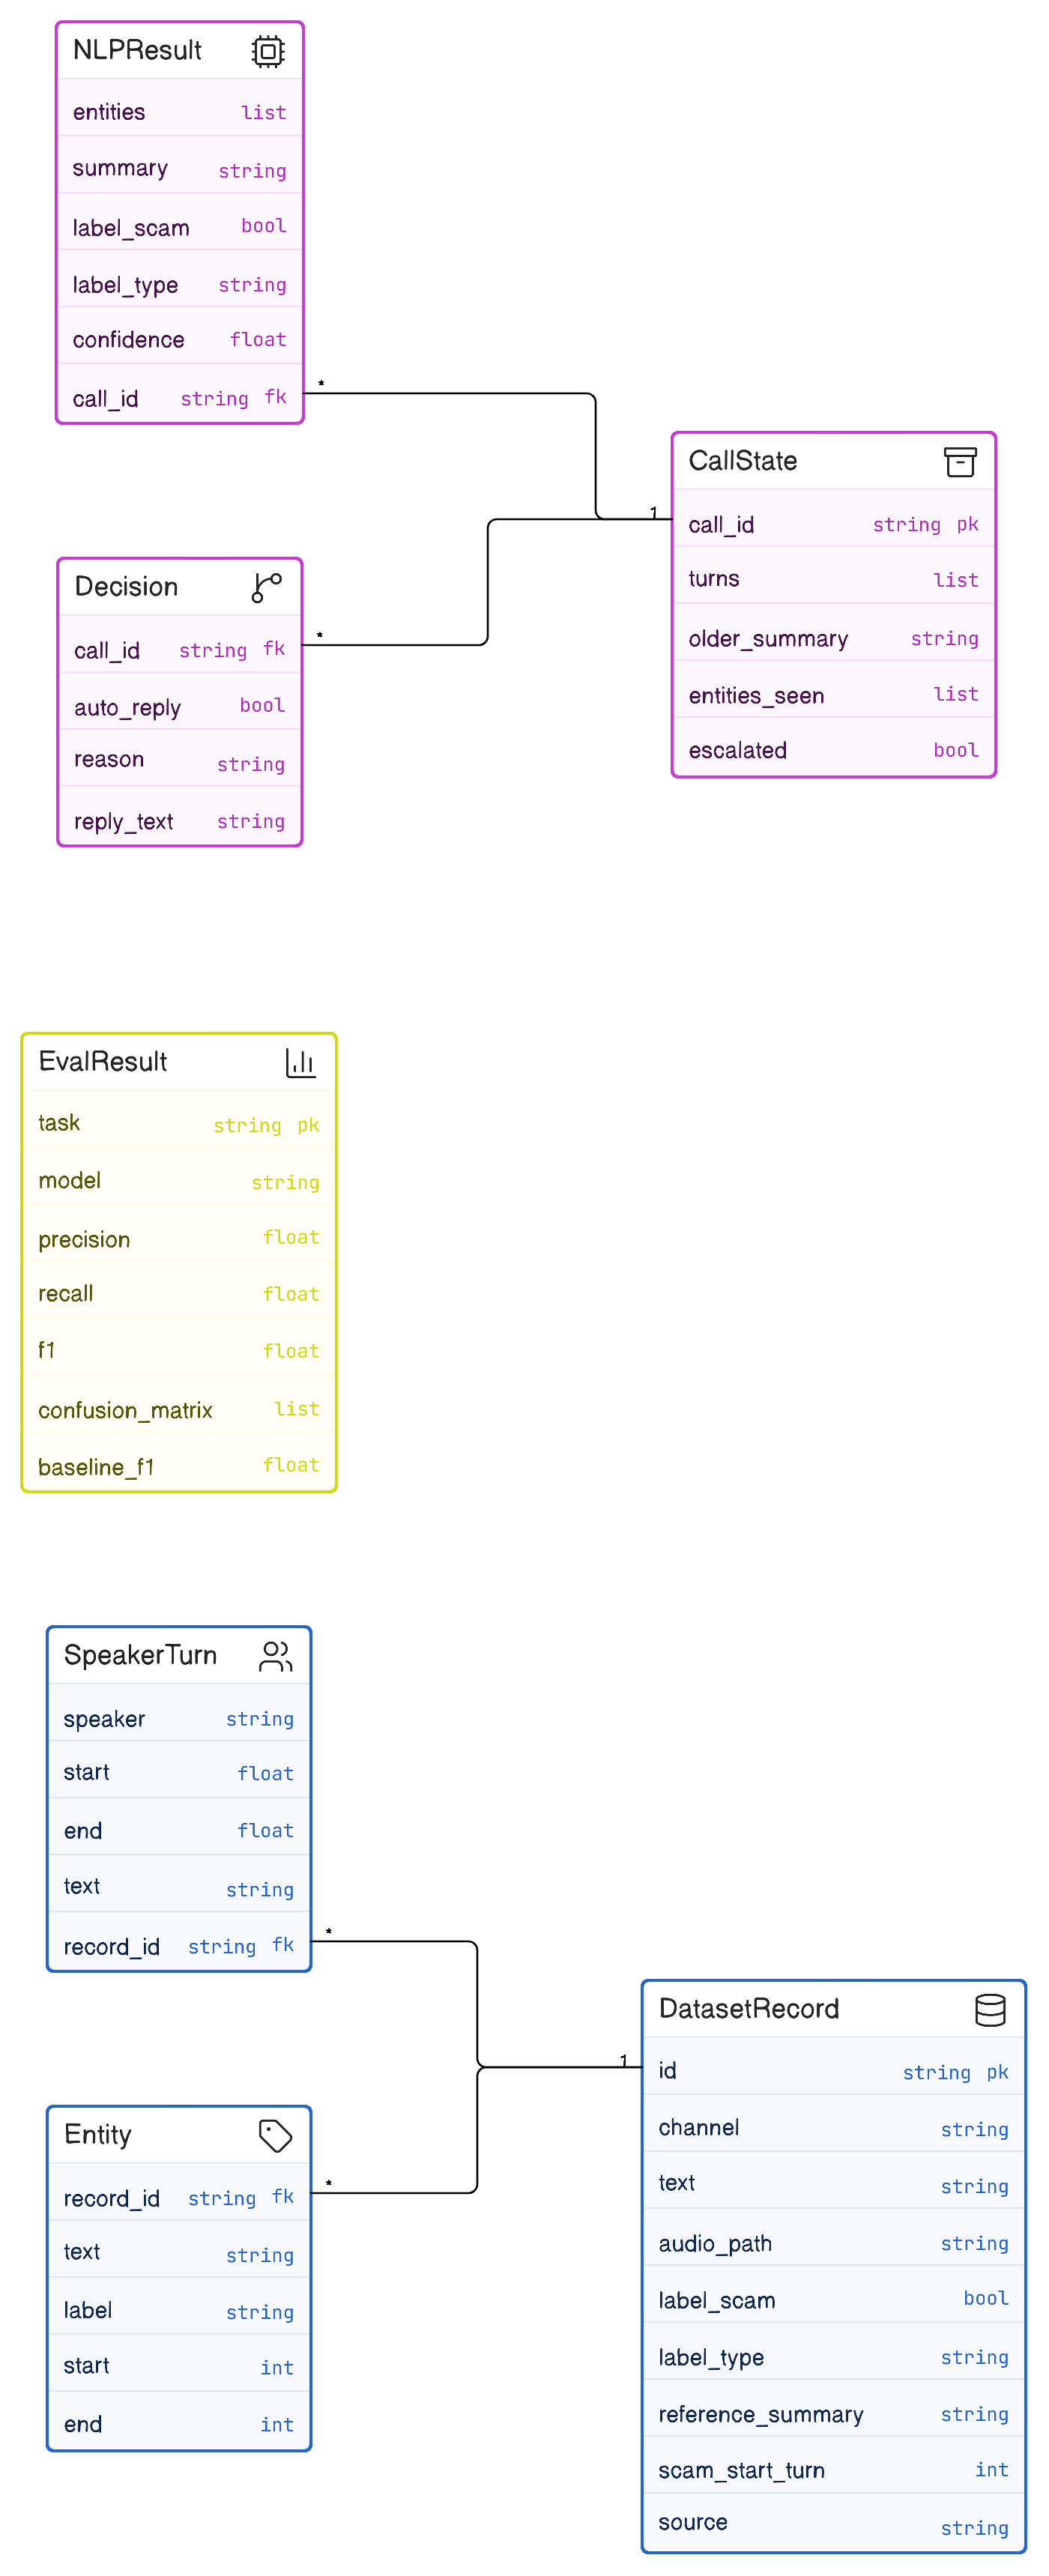 NLPResult
entities list
summary string
label_scam bool
label_type string
confidence float
call_id string fk
*
1
CallState
call_id string pk
turns list
older_summary string
entities_seen list
escalated bool
Decision
call_id string fk
*
auto_reply bool
reason string
reply_text string
EvalResult
task string pk
model string
precision float
recall float
f1 float
confusion_matrix list
baseline_f1 float
SpeakerTurn
speaker string
start float
end float
text string
record_id string fk
*
1
DatasetRecord
id string pk
channel string
text string
audio_path string
label_scam bool
label_type string
reference_summary string
scam_start_turn int
source string
Entity
record_id string fk
*
text string
label string
start int
end int